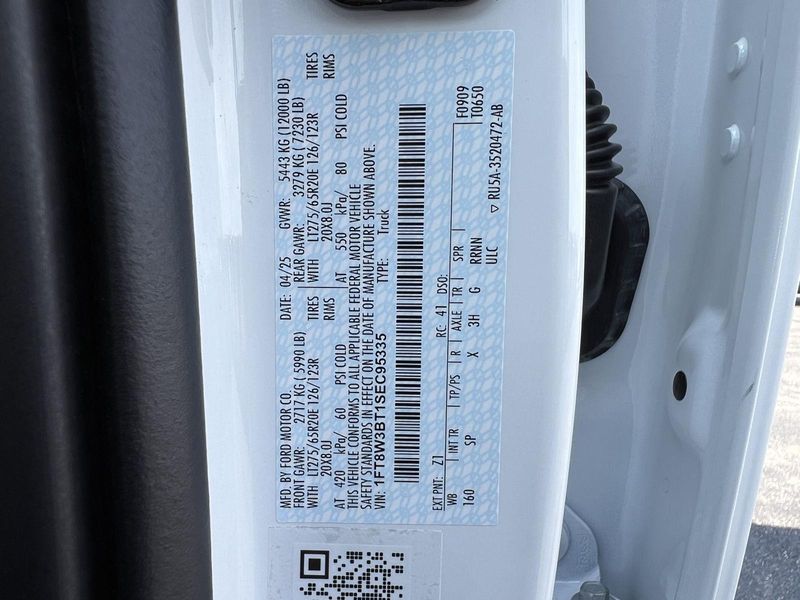 MFD. BY FORD MOTOR CO. DATE: 04/25 GVWR: 5443 KG (12000 LB)
FRONT GAWR: 2717 KG ( 5990 LB) REAR GAWR: 3279 KG ( 7230 LB)
WITH LT275/65R20E 126/123R TIRES WITH LT275/65R20E 126/123R TIRES
20X8.0J RIMS 20X8.0J RIMS
AT 420 kPa/ 60 PSI COLD AT 550 kPa/ 80 PSI COLD
THIS VEHICLE CONFORMS TO ALL APPLICABLE FEDERAL MOTOR VEHICLE
SAFETY STANDARDS IN EFFECT ON THE DATE OF MANUFACTURE SHOWN ABOVE.
VIN: 1FT8W3BT1SEC95335 TYPE: Truck
EXT PNT: Z1 RC: 41 DSO: F0909
WB INT TR TP/PS R AXLE TR SPR T0650
160 SP X 3H G RRNN
ULC
▽ RU5A-3520472-AB